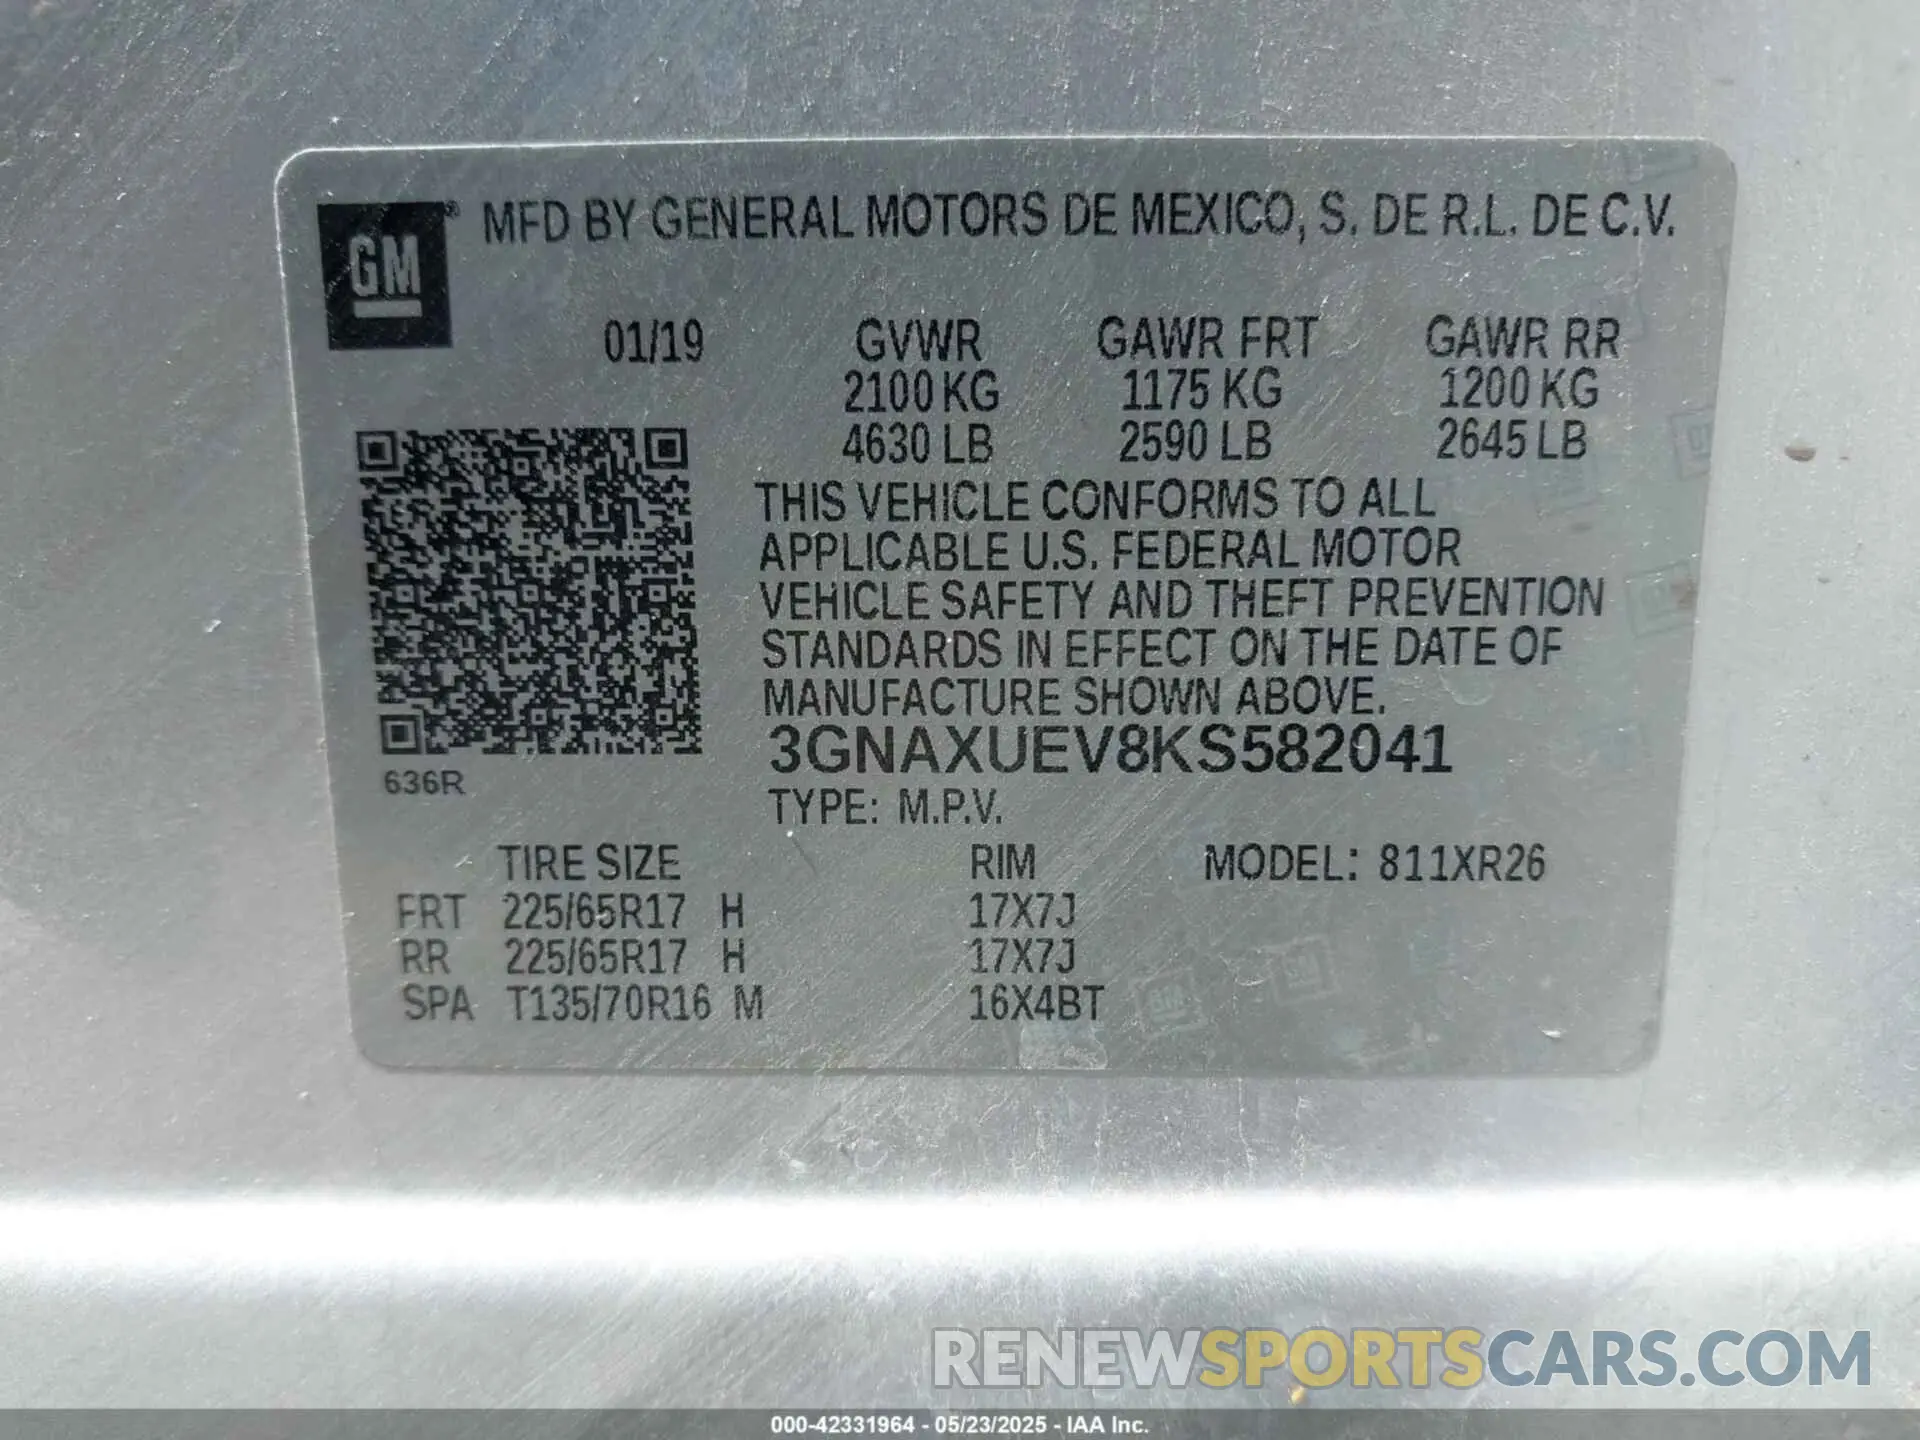 GM® MFD BY GENERAL MOTORS DE MEXICO, S. DE R.L. DE C.V.
01/19 GVWR GAWR FRT GAWR RR
2100 KG 1175 KG 1200 KG
4630 LB 2590 LB 2645 LB
THIS VEHICLE CONFORMS TO ALL
APPLICABLE U.S. FEDERAL MOTOR
VEHICLE SAFETY AND THEFT PREVENTION
STANDARDS IN EFFECT ON THE DATE OF
MANUFACTURE SHOWN ABOVE.
3GNAXUEV8KS582041
636R
TYPE: M.P.V.
TIRE SIZE RIM MODEL: 811XR26
FRT 225/65R17 H 17X7J
RR 225/65R17 H 17X7J
SPA T135/70R16 M 16X4BT
RENEWSPORTSCARS.COM
000-42331964 - 05/23/2025 - IAA Inc.